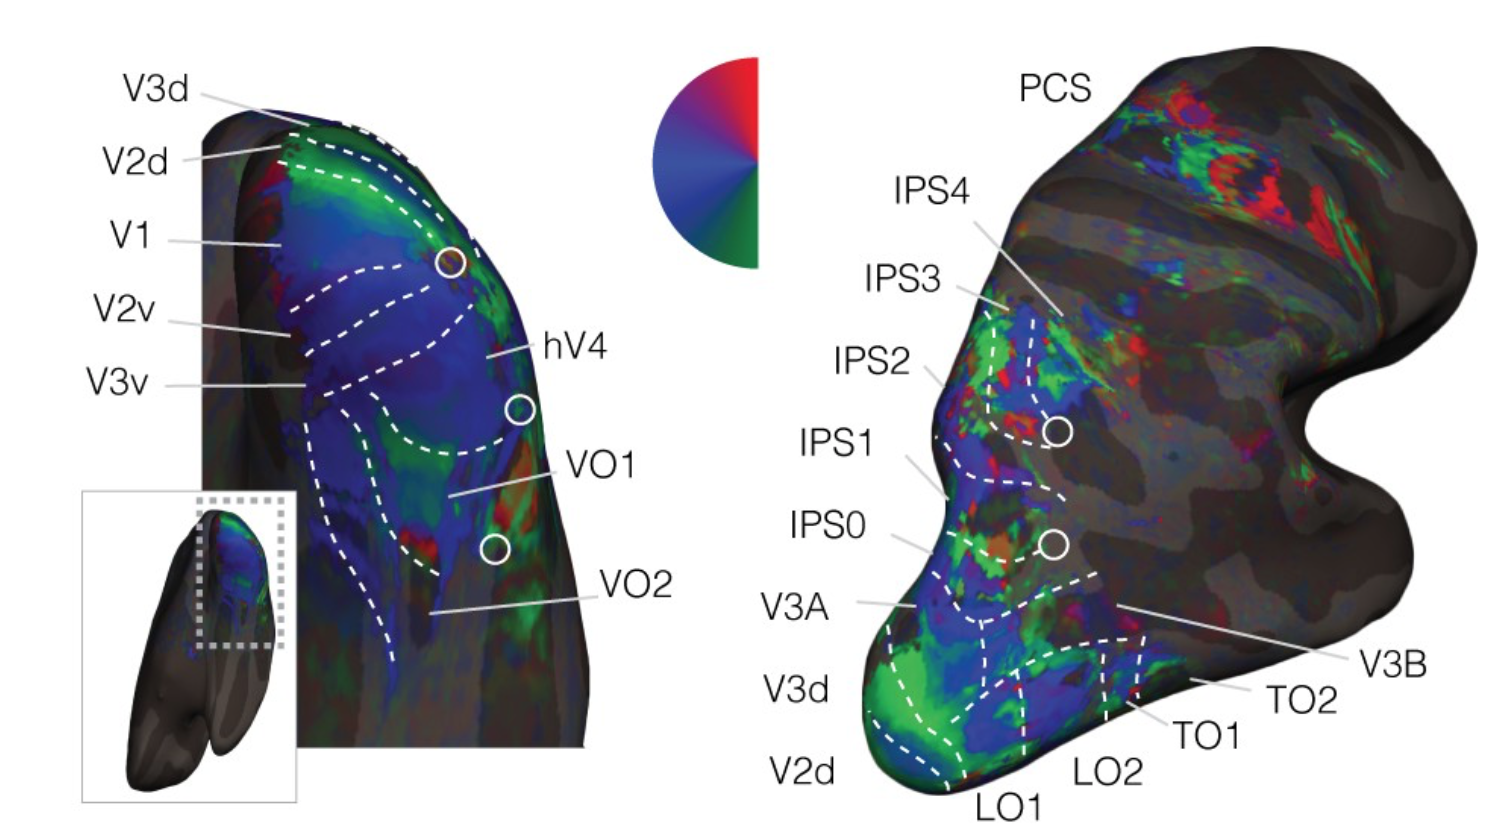 V3d
V2d
V1
V2v
V3v
hV4
VO1
VO2
PCS
IPS4
IPS3
IPS2
IPS1
IPS0
V3A
V3d
V2d
LO1
LO2
TO1
TO2
V3B